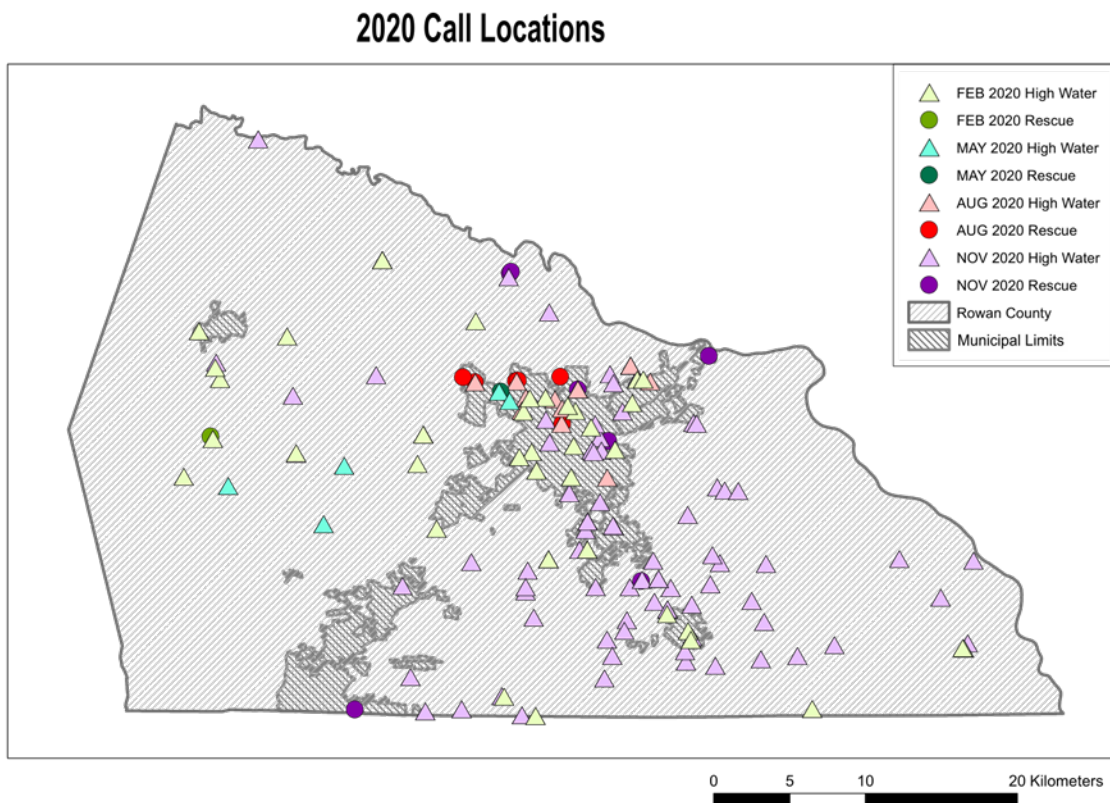 2020 Call Locations
FEB 2020 High Water
FEB 2020 Rescue
MAY 2020 High Water
MAY 2020 Rescue
AUG 2020 High Water
AUG 2020 Rescue
NOV 2020 High Water
NOV 2020 Rescue
Rowan County
Municipal Limits
0 5 10 20 Kilometers